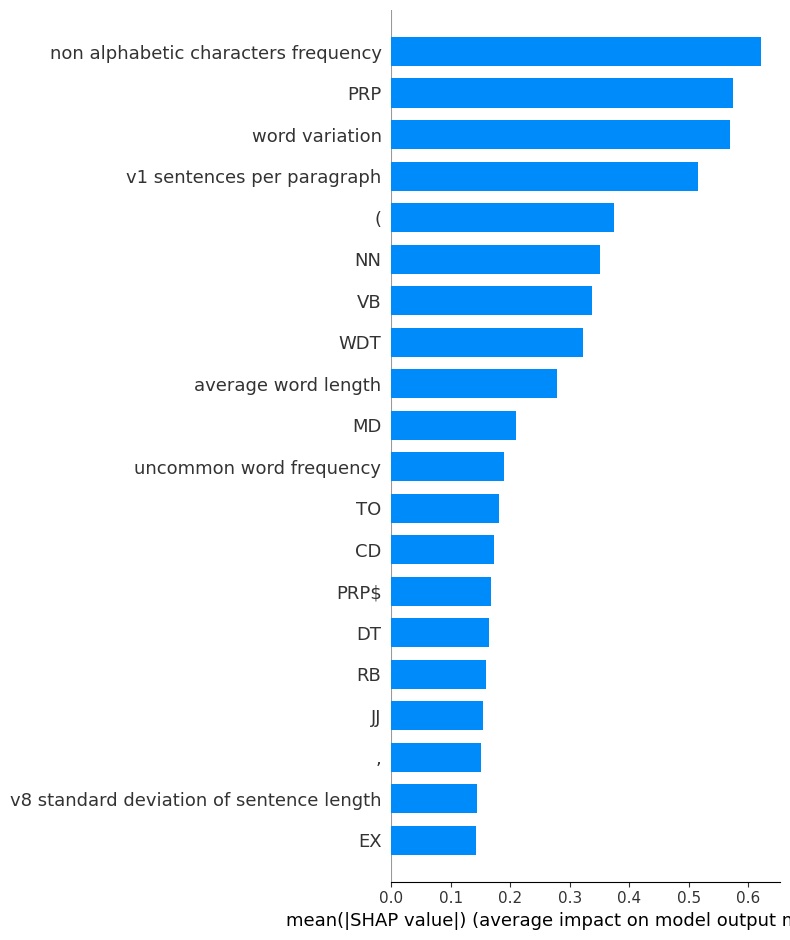 non alphabetic characters frequency
PRP
word variation
v1 sentences per paragraph
(
NN
VB
WDT
average word length
MD
uncommon word frequency
TO
CD
PRP$
DT
RB
JJ
,
v8 standard deviation of sentence length
EX
0.0 0.1 0.2 0.3 0.4 0.5 0.6
mean(|SHAP value|) (average impact on model output